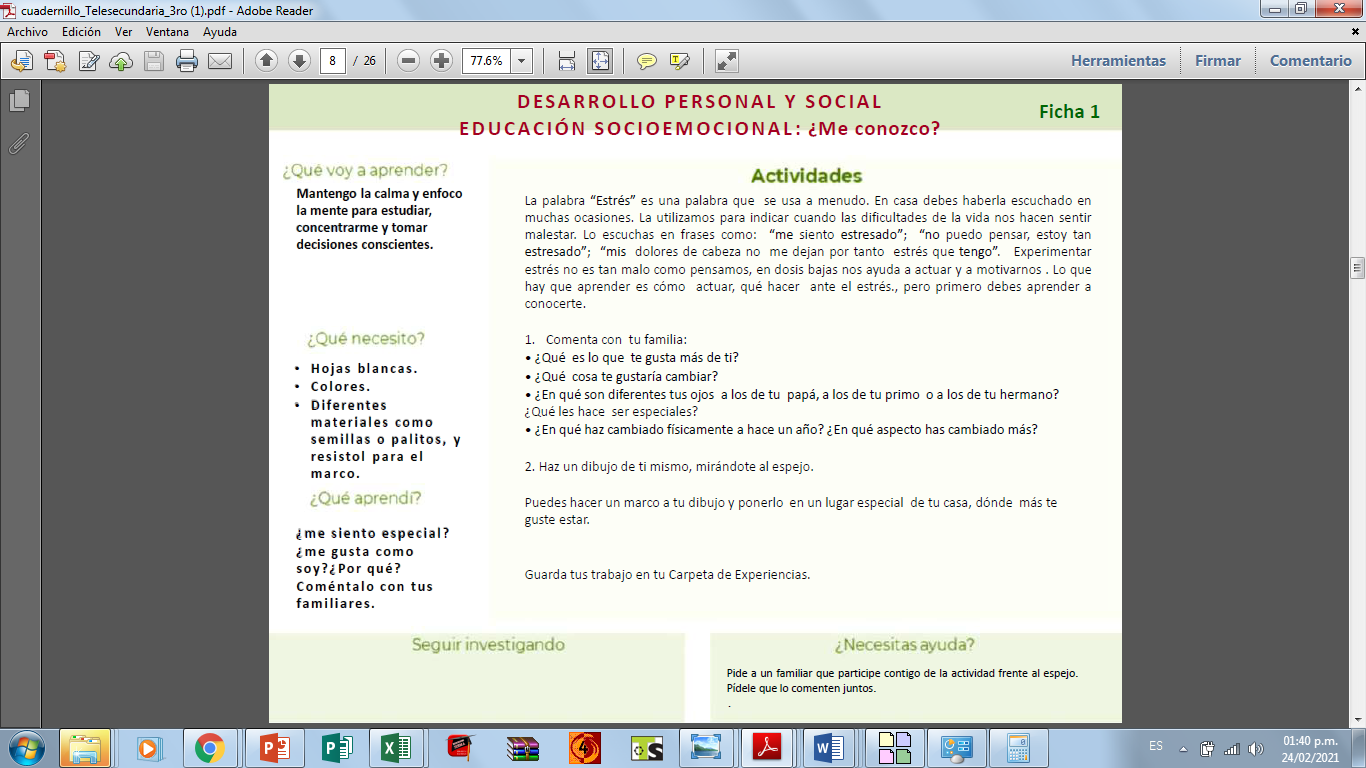 cuadernillo_Telesecundaria_3ro (1).pdf - Adobe Reader
Archivo Edición Ver Ventana Ayuda
8 / 26 77.6% Herramientas Firmar Comentario
DESARROLLO PERSONAL Y SOCIAL
EDUCACIÓN SOCIOEMOCIONAL: ¿Me conozco?
Ficha 1
¿Qué voy a aprender?
Mantengo la calma y enfoco
la mente para estudiar,
concentrarme y tomar
decisiones conscientes.
¿Qué necesito?
• Hojas blancas.
• Colores.
• Diferentes
materiales como
semillas o palitos, y
resistol para el
marco.
¿Qué aprendí?
¿me siento especial?
¿me gusta como
soy?¿Por qué?
Coméntalo con tus
familiares.
Actividades
La palabra “Estrés” es una palabra que se usa a menudo. En casa debes haberla escuchado en
muchas ocasiones. La utilizamos para indicar cuando las dificultades de la vida nos hacen sentir
malestar. Lo escuchas en frases como: “me siento estresado”; “no puedo pensar, estoy tan
estresado”; “mis dolores de cabeza no me dejan por tanto estrés que tengo”. Experimentar
estrés no es tan malo como pensamos, en dosis bajas nos ayuda a actuar y a motivarnos . Lo que
hay que aprender es cómo actuar, qué hacer ante el estrés., pero primero debes aprender a
conocerte.
1. Comenta con tu familia:
• ¿Qué es lo que te gusta más de ti?
• ¿Qué cosa te gustaría cambiar?
• ¿En qué son diferentes tus ojos a los de tu papá, a los de tu primo o a los de tu hermano?
¿Qué les hace ser especiales?
• ¿En qué haz cambiado físicamente a hace un año? ¿En qué aspecto has cambiado más?
2. Haz un dibujo de ti mismo, mirándote al espejo.
Puedes hacer un marco a tu dibujo y ponerlo en un lugar especial de tu casa, dónde más te
guste estar.
Guarda tus trabajo en tu Carpeta de Experiencias.
Seguir investigando
¿Necesitas ayuda?
Pide a un familiar que participe contigo de la actividad frente al espejo.
Pídele que lo comenten juntos.
.
ES
01:40 p.m.
24/02/2021